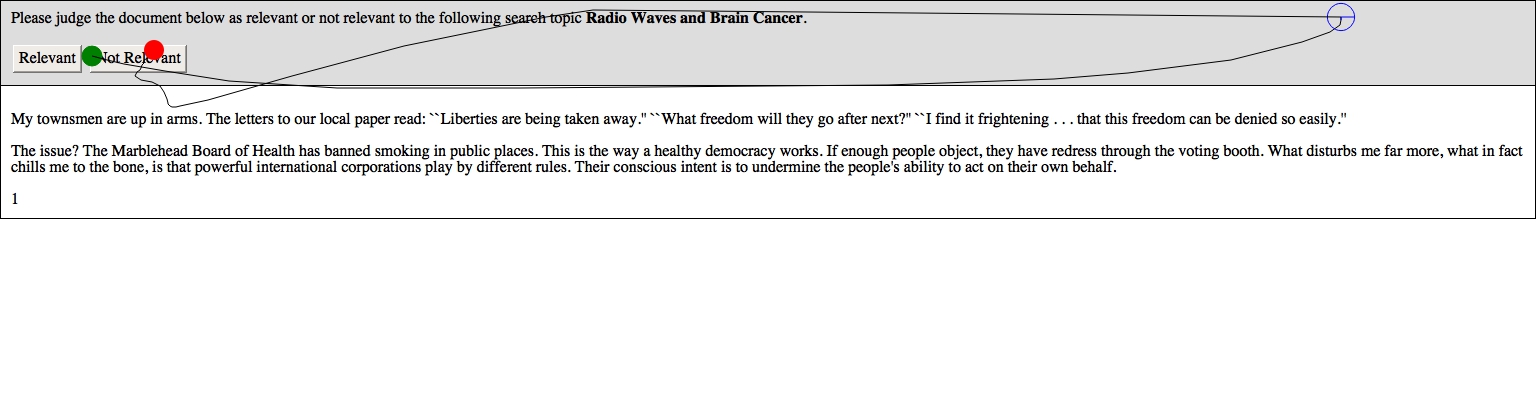 Please judge the document below as relevant or not relevant to the following search topic Radio Waves and Brain Cancer.
Relevant Not Relevant
My townsmen are up in arms. The letters to our local paper read: ``Liberties are being taken away.'' ``What freedom will they go after next?'' ``I find it frightening . . . that this freedom can be denied so easily.''
The issue? The Marblehead Board of Health has banned smoking in public places. This is the way a healthy democracy works. If enough people object, they have redress through the voting booth. What disturbs me far more, what in fact
chills me to the bone, is that powerful international corporations play by different rules. Their conscious intent is to undermine the people's ability to act on their own behalf.
1